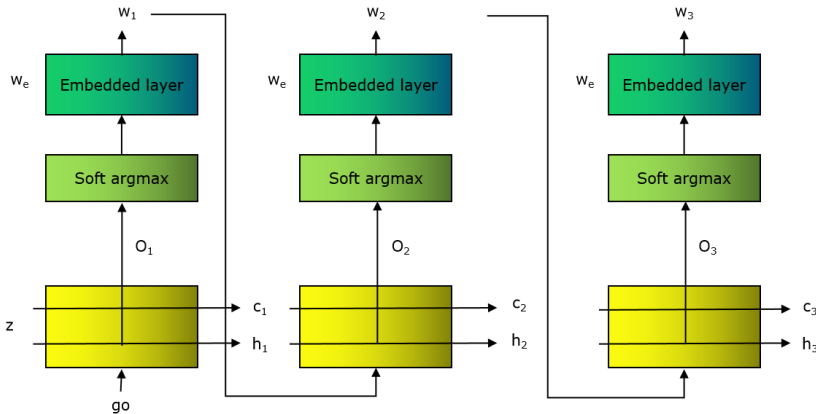 w₁ w₂ w₃
wₑ Embedded layer wₑ Embedded layer wₑ Embedded layer
Soft argmax Soft argmax Soft argmax
O₁ O₂ O₃
c₁ c₂ c₃
z
h₁ h₂ h₃
go